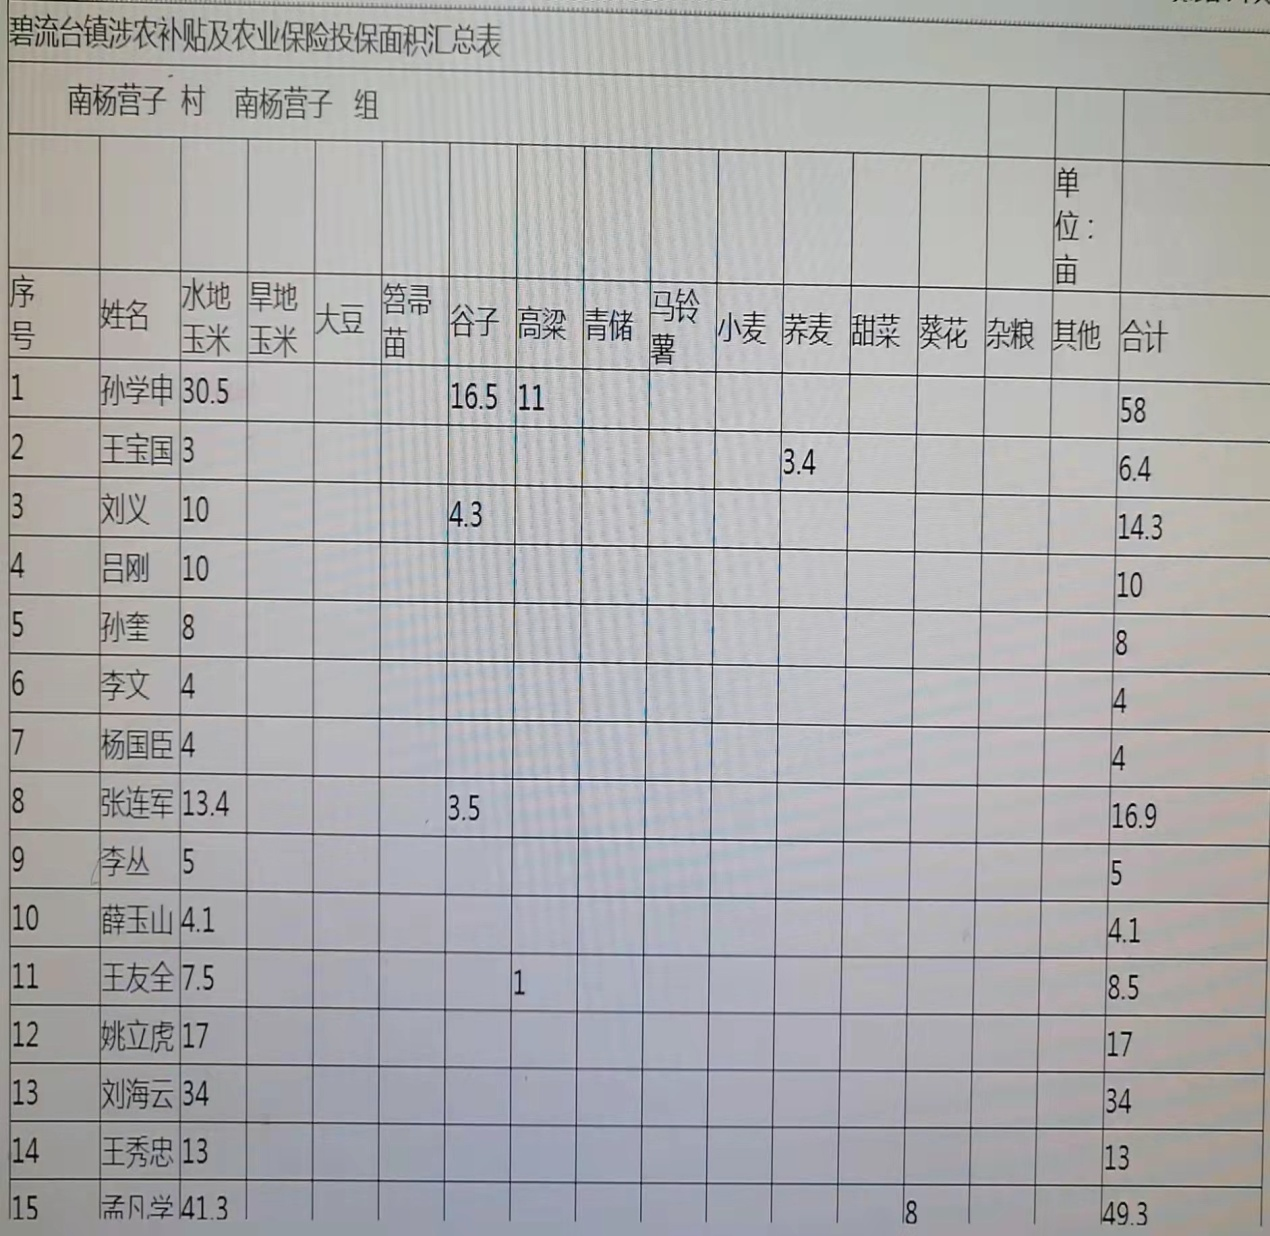 碧流台镇涉农补贴及农业保险投保面积汇总表
南杨营子 村 南杨营子 组
单位：亩
序号 姓名 水地玉米 旱地玉米 大豆 笤帚苗 谷子 高粱 青储 马铃薯 小麦 荞麦 甜菜 葵花 杂粮 其他 合计
1 孙学申 30.5 16.5 11 58
2 王宝国 3 3.4 6.4
3 刘义 10 4.3 14.3
4 吕刚 10 10
5 孙奎 8 8
6 李文 4 4
7 杨国臣 4 4
8 张连军 13.4 3.5 16.9
9 李丛 5 5
10 薛玉山 4.1 4.1
11 王友全 7.5 1 8.5
12 姚立虎 17 17
13 刘海云 34 34
14 王秀忠 13 13
15 孟凡学 41.3 8 49.3